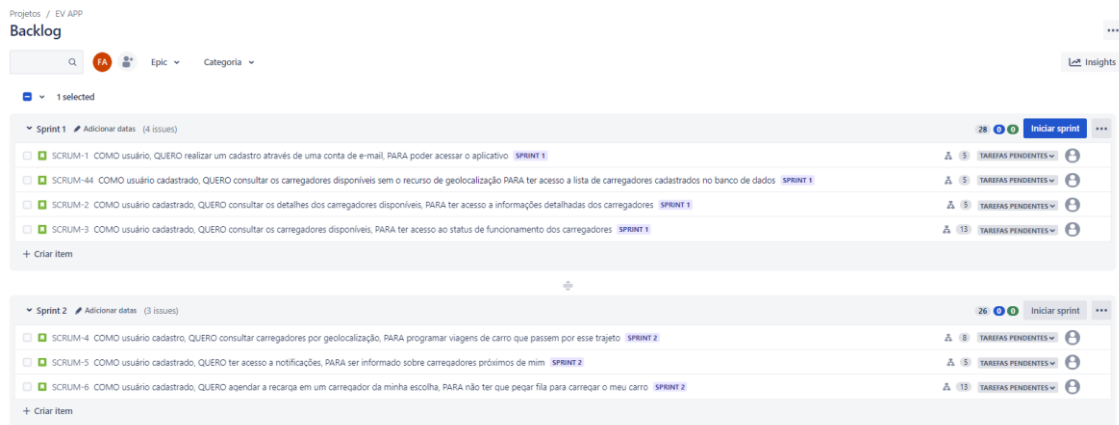 Projetos / EV APP
Backlog
FA Epic Categoria Insights
1 selected
Sprint 1 Adicionar datas (4 issues) 28 0 0 Iniciar sprint
SCRUM-1 COMO usuário, QUERO realizar um cadastro através de uma conta de e-mail, PARA poder acessar o aplicativo SPRINT 1 5 TAREFAS PENDENTES
SCRUM-44 COMO usuário cadastrado, QUERO consultar os carregadores disponíveis sem o recurso de geolocalização PARA ter acesso a lista de carregadores cadastrados no banco de dados SPRINT 1 5 TAREFAS PENDENTES
SCRUM-2 COMO usuário cadastrado, QUERO consultar os detalhes dos carregadores disponíveis, PARA ter acesso a informações detalhadas dos carregadores SPRINT 1 5 TAREFAS PENDENTES
SCRUM-3 COMO usuário cadastrado, QUERO consultar os carregadores disponíveis, PARA ter acesso ao status de funcionamento dos carregadores SPRINT 1 13 TAREFAS PENDENTES
+ Criar item
Sprint 2 Adicionar datas (3 issues) 26 0 0 Iniciar sprint
SCRUM-4 COMO usuário cadastro, QUERO consultar carregadores por geolocalização, PARA programar viagens de carro que passem por esse trajeto SPRINT 2 8 TAREFAS PENDENTES
SCRUM-5 COMO usuário cadastrado, QUERO ter acesso a notificações, PARA ser informado sobre carregadores próximos de mim SPRINT 2 5 TAREFAS PENDENTES
SCRUM-6 COMO usuário cadastrado, QUERO agendar a recarga em um carregador da minha escolha, PARA não ter que pegar fila para carregar o meu carro SPRINT 2 13 TAREFAS PENDENTES
+ Criar item